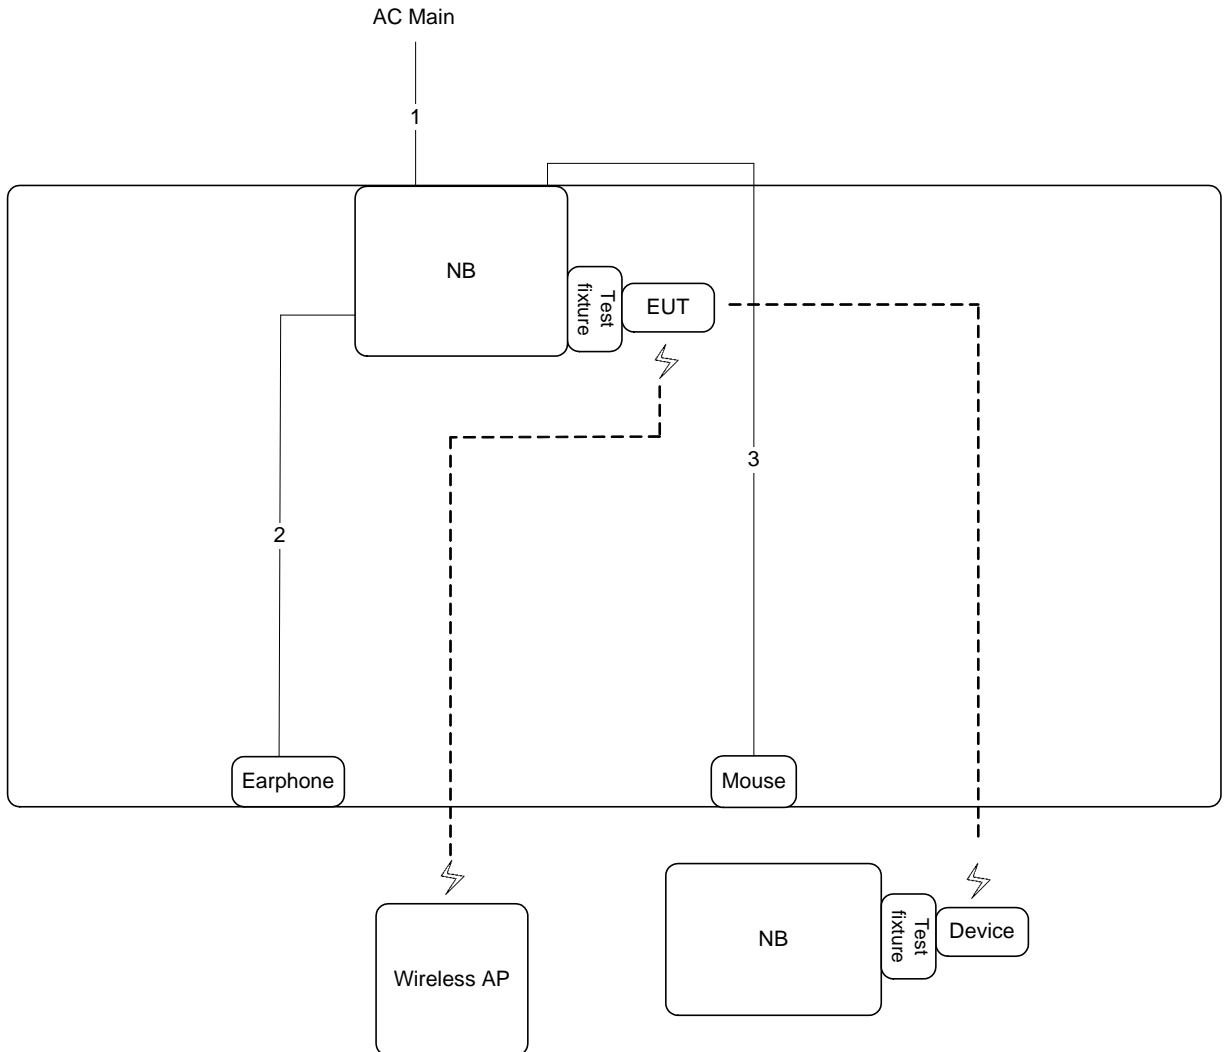 AC Main
1
NB
Test
fixture
EUT
3
2
Earphone
Mouse
NB
Test
fixture
Device
Wireless AP